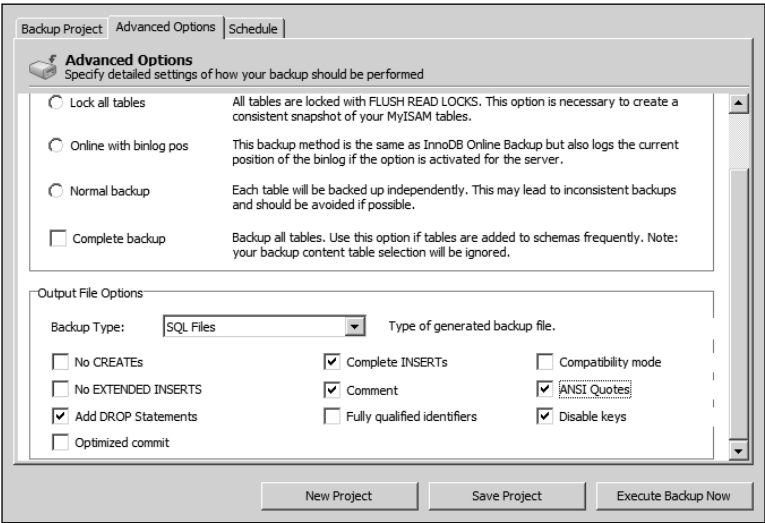 Backup Project Advanced Options Schedule
Advanced Options
Specify detailed settings of how your backup should be performed
Lock all tables All tables are locked with FLUSH READ LOCKS. This option is necessary to create a
consistent snapshot of your MyISAM tables.
Online with binlog pos This backup method is the same as InnoDB Online Backup but also logs the current
position of the binlog if the option is activated for the server.
Normal backup Each table will be backed up independently. This may lead to inconsistent backups
and should be avoided if possible.
Complete backup Backup all tables. Use this option if tables are added to schemas frequently. Note:
your backup content table selection will be ignored.
Output File Options
Backup Type: SQL Files Type of generated backup file.
No CREATEs Complete INSERTs Compatibility mode
No EXTENDED INSERTS Comment ANSI Quotes
Add DROP Statements Fully qualified identifiers Disable keys
Optimized commit
New Project Save Project Execute Backup Now